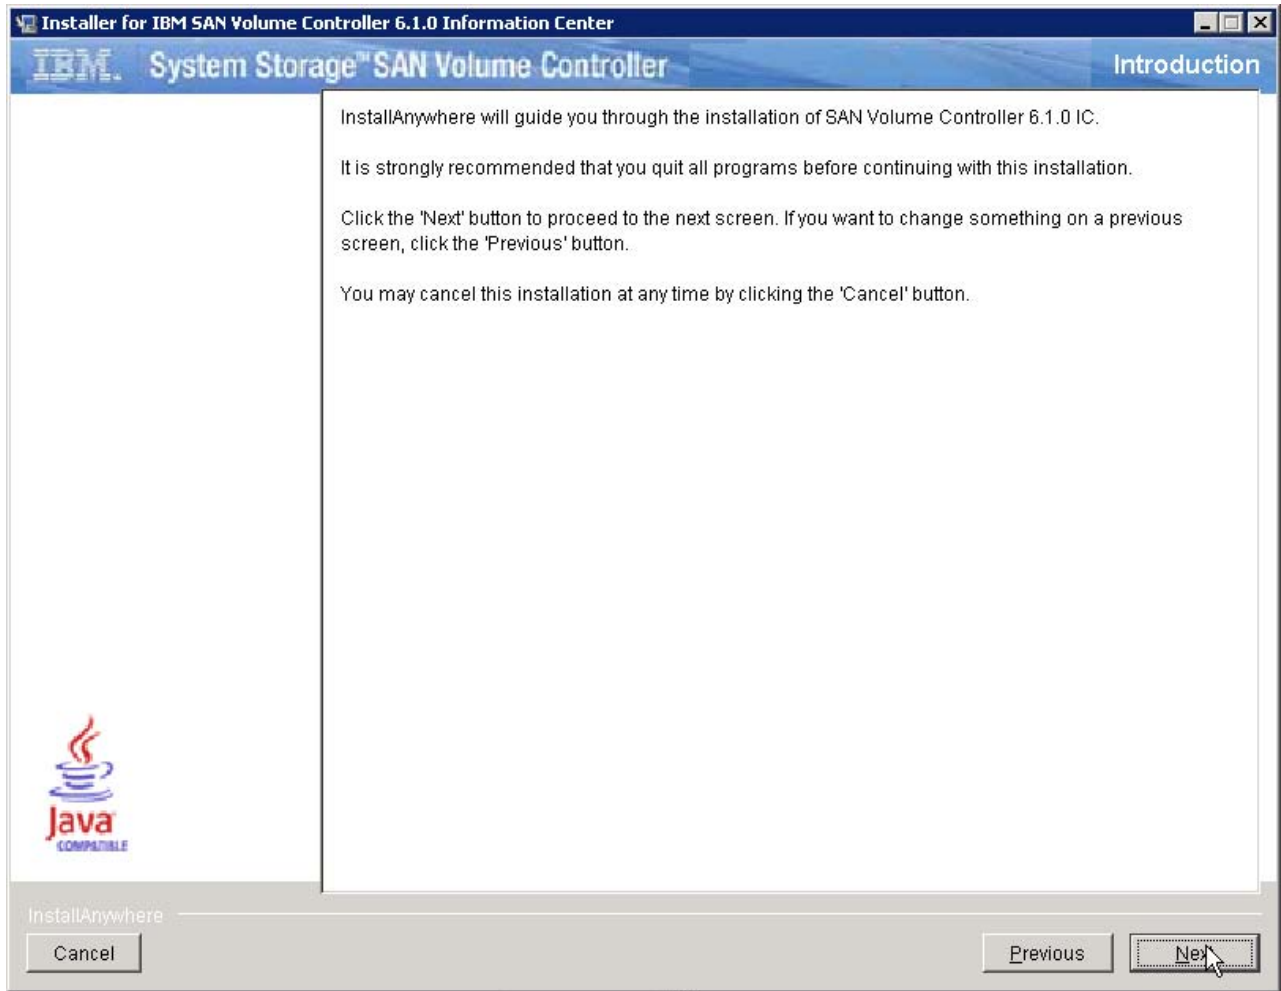 Installer for IBM SAN Volume Controller 6.1.0 Information Center
IBM. System Storage™ SAN Volume Controller
Introduction
InstallAnywhere will guide you through the installation of SAN Volume Controller 6.1.0 IC.
It is strongly recommended that you quit all programs before continuing with this installation.
Click the 'Next' button to proceed to the next screen. If you want to change something on a previous
screen, click the 'Previous' button.
You may cancel this installation at any time by clicking the 'Cancel' button.
Java
COMPATIBLE
InstallAnywhere
Cancel
Previous
Next